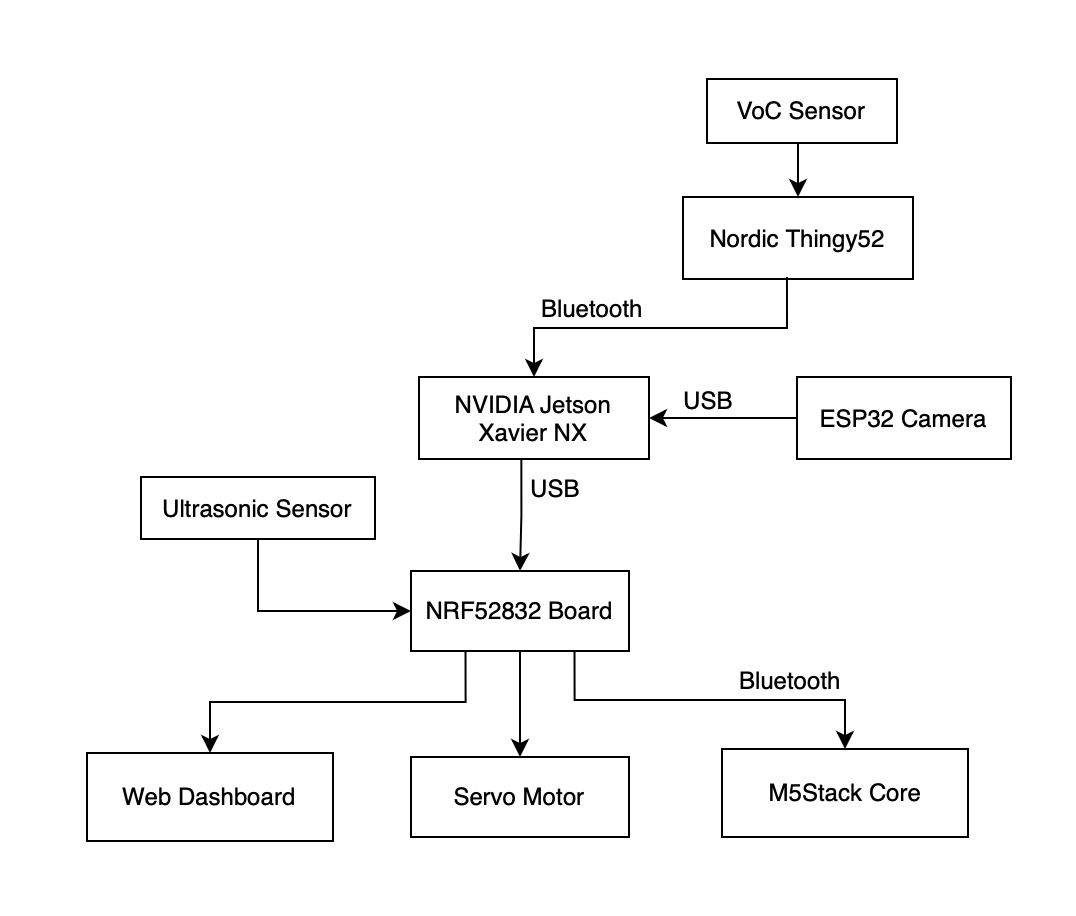 VoC Sensor
Nordic Thingy52
Bluetooth
NVIDIA Jetson
Xavier NX
USB
ESP32 Camera
USB
Ultrasonic Sensor
NRF52832 Board
Bluetooth
Web Dashboard
Servo Motor
M5Stack Core